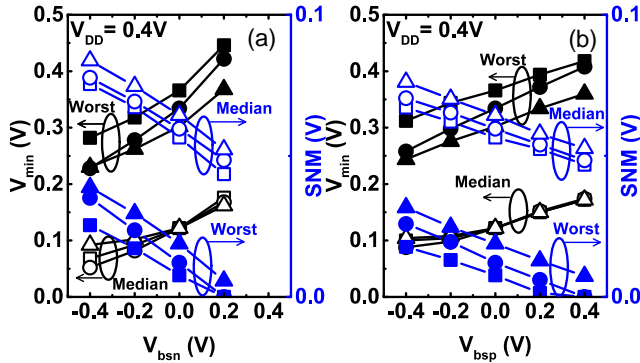 V_DD=0.4V (a)
V_DD=0.4V (b)
0.5
0.4
0.3
0.2
0.1
0.0
V_min (V)
Worst
Median
Median
Worst
0.1
0.0
SNM (V)
-0.4 -0.2 0.0 0.2 0.4
V_bsn (V)
0.5
0.4
0.3
0.2
0.1
0.0
V_min (V)
Worst
Median
Median
Worst
0.1
0.0
SNM (V)
-0.4 -0.2 0.0 0.2 0.4
V_bsp (V)